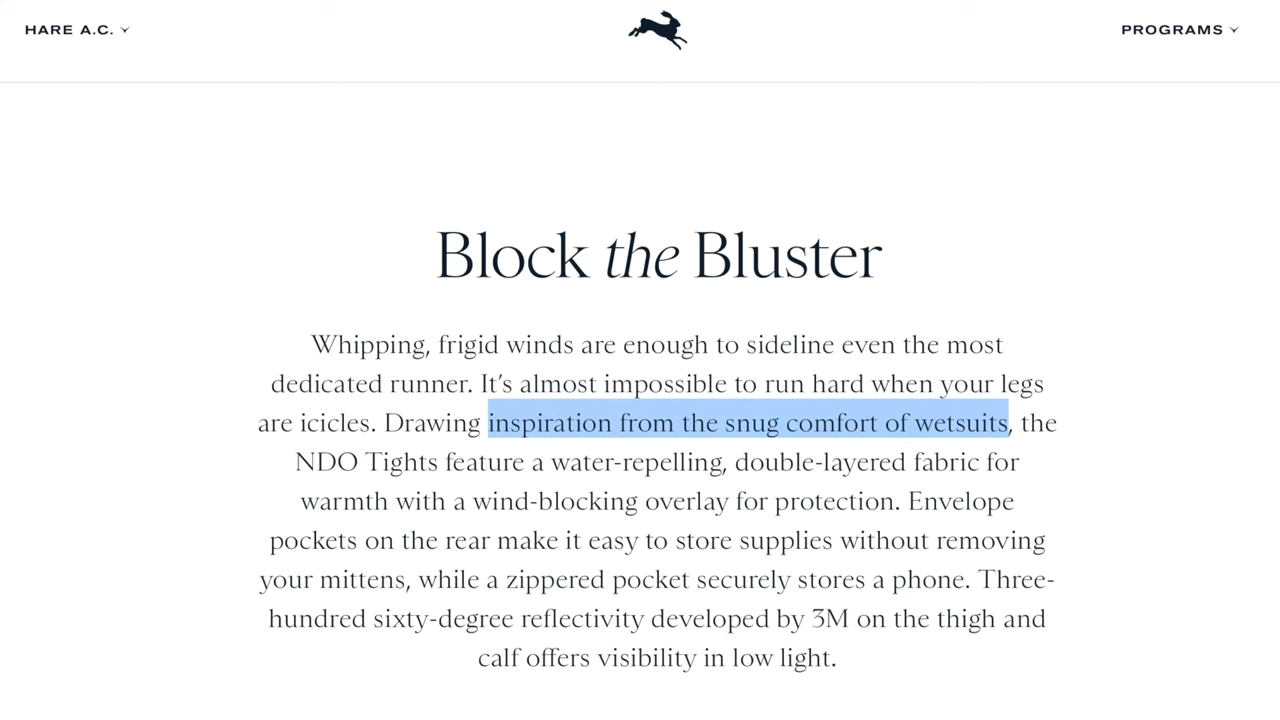 HARE A.C.
PROGRAMS
Block the Bluster
Whipping, frigid winds are enough to sideline even the most
dedicated runner. It’s almost impossible to run hard when your legs
are icicles. Drawing inspiration from the snug comfort of wetsuits, the
NDO Tights feature a water-repelling, double-layered fabric for
warmth with a wind-blocking overlay for protection. Envelope
pockets on the rear make it easy to store supplies without removing
your mittens, while a zippered pocket securely stores a phone. Three-
hundred sixty-degree reflectivity developed by 3M on the thigh and
calf offers visibility in low light.